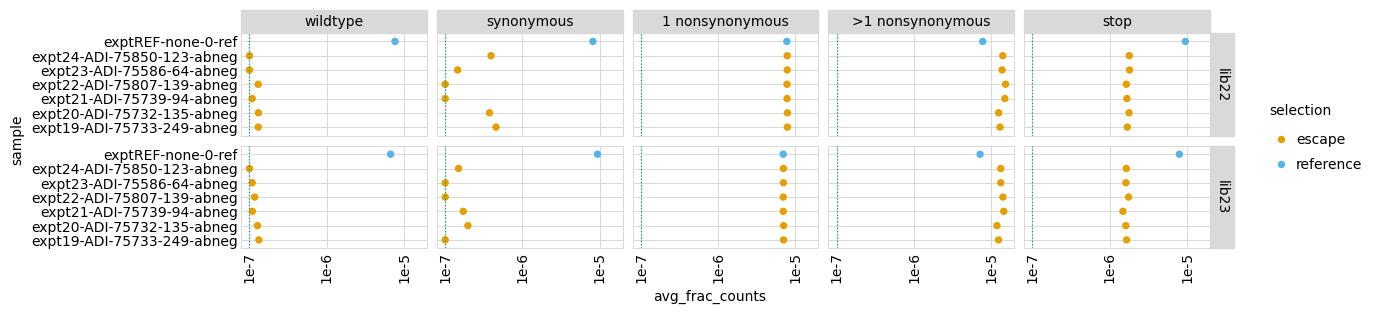 wildtype synonymous 1 nonsynonymous >1 nonsynonymous stop
exptREF-none-0-ref
expt24-ADI-75850-123-abneg
expt23-ADI-75586-64-abneg
expt22-ADI-75807-139-abneg
expt21-ADI-75739-94-abneg
expt20-ADI-75732-135-abneg
expt19-ADI-75733-249-abneg
lib22
exptREF-none-0-ref
expt24-ADI-75850-123-abneg
expt23-ADI-75586-64-abneg
expt22-ADI-75807-139-abneg
expt21-ADI-75739-94-abneg
expt20-ADI-75732-135-abneg
expt19-ADI-75733-249-abneg
lib23
sample
1e-7 1e-6 1e-5 1e-7 1e-6 1e-5 1e-7 1e-6 1e-5 1e-7 1e-6 1e-5 1e-7 1e-6 1e-5
avg_frac_counts
selection
escape
reference